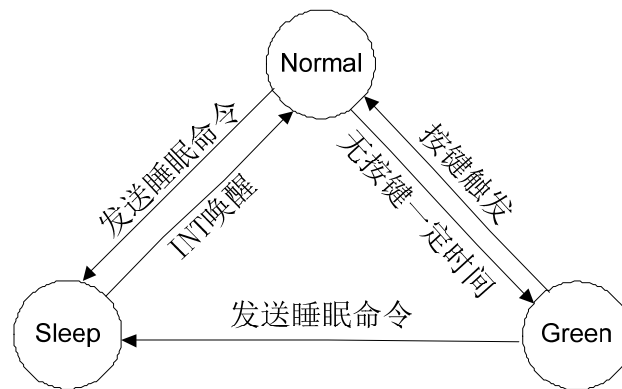 Normal
发送睡眠命令
INT唤醒
无按键一定时间
按键触发
Sleep
发送睡眠命令
Green